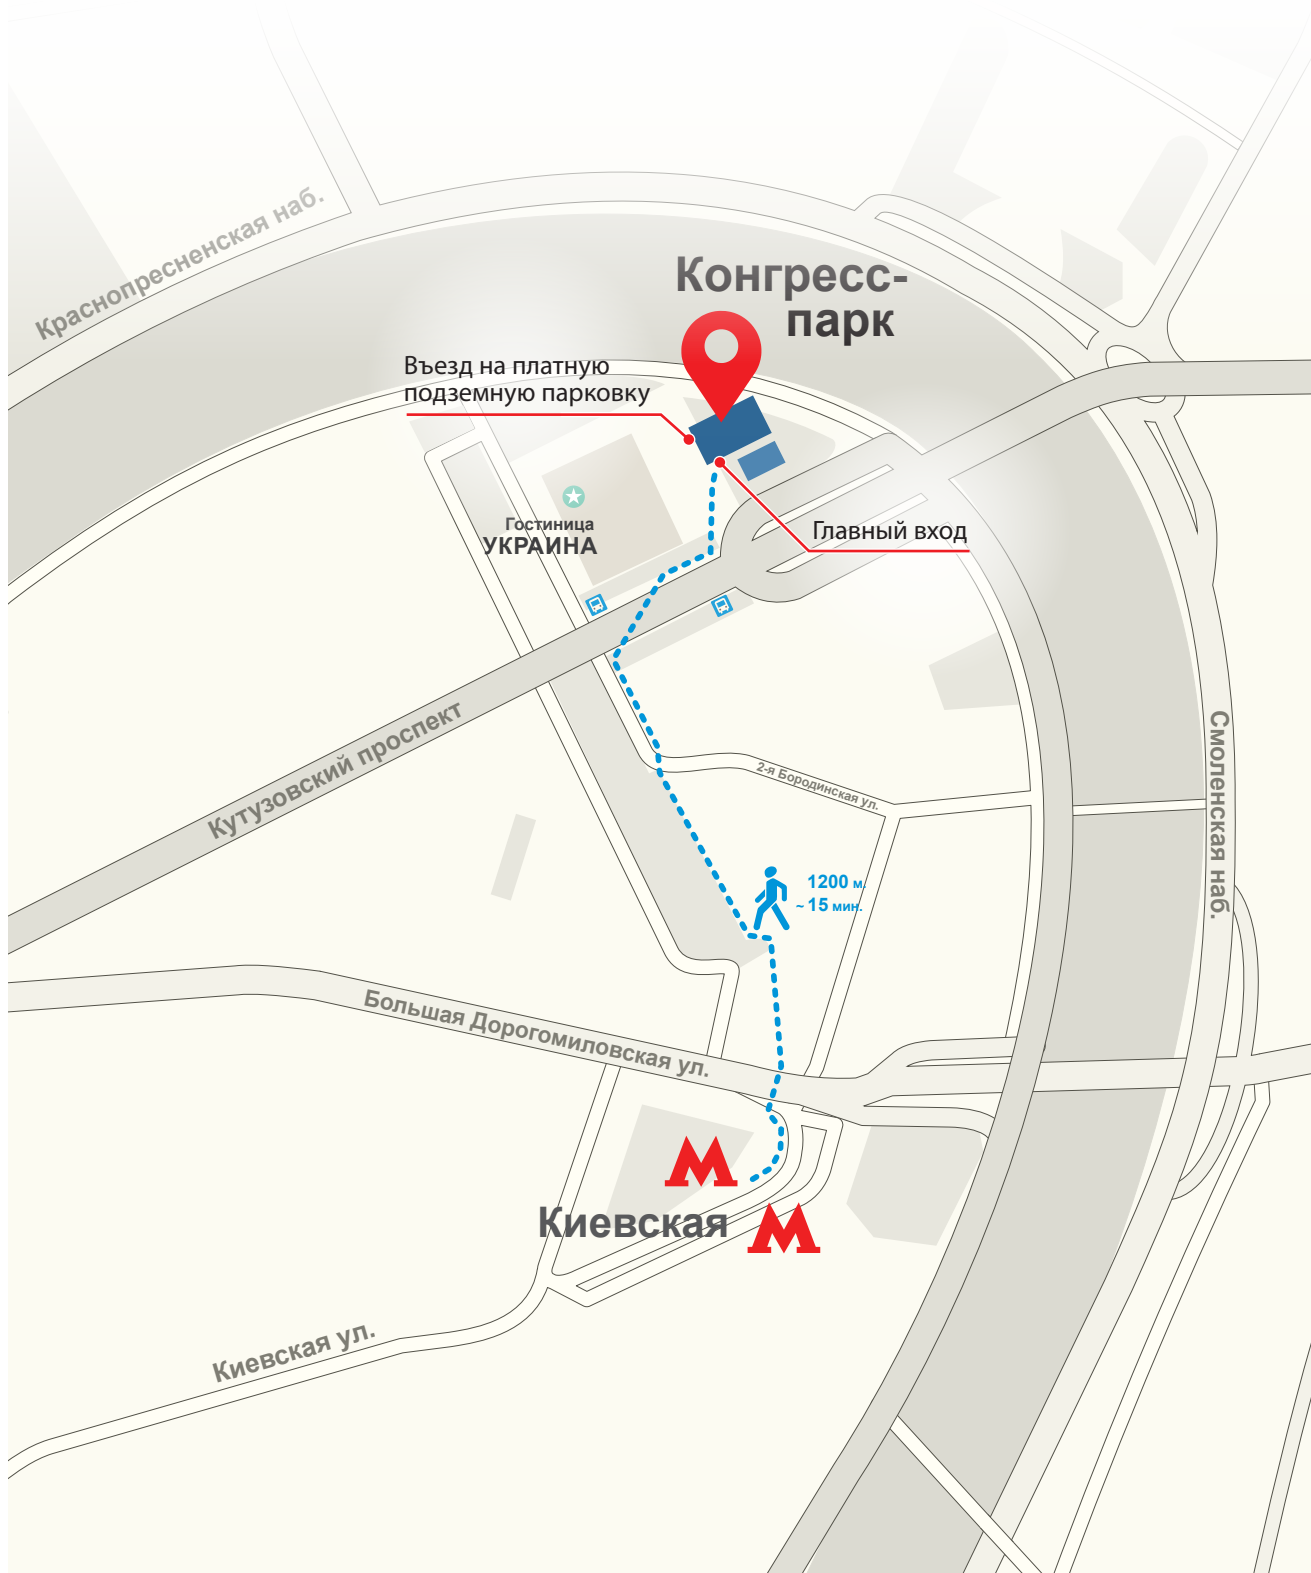 Краснопресненская наб.
Конгресс-
парк
Въезд на платную
подземную парковку
Гостиница
УКРАИНА
Главный вход
Кутузовский проспект
2-я Бородинская ул.
Смоленская наб.
1200 м.
~ 15 мин.
Большая Дорогомиловская ул.
Киевская
Киевская ул.